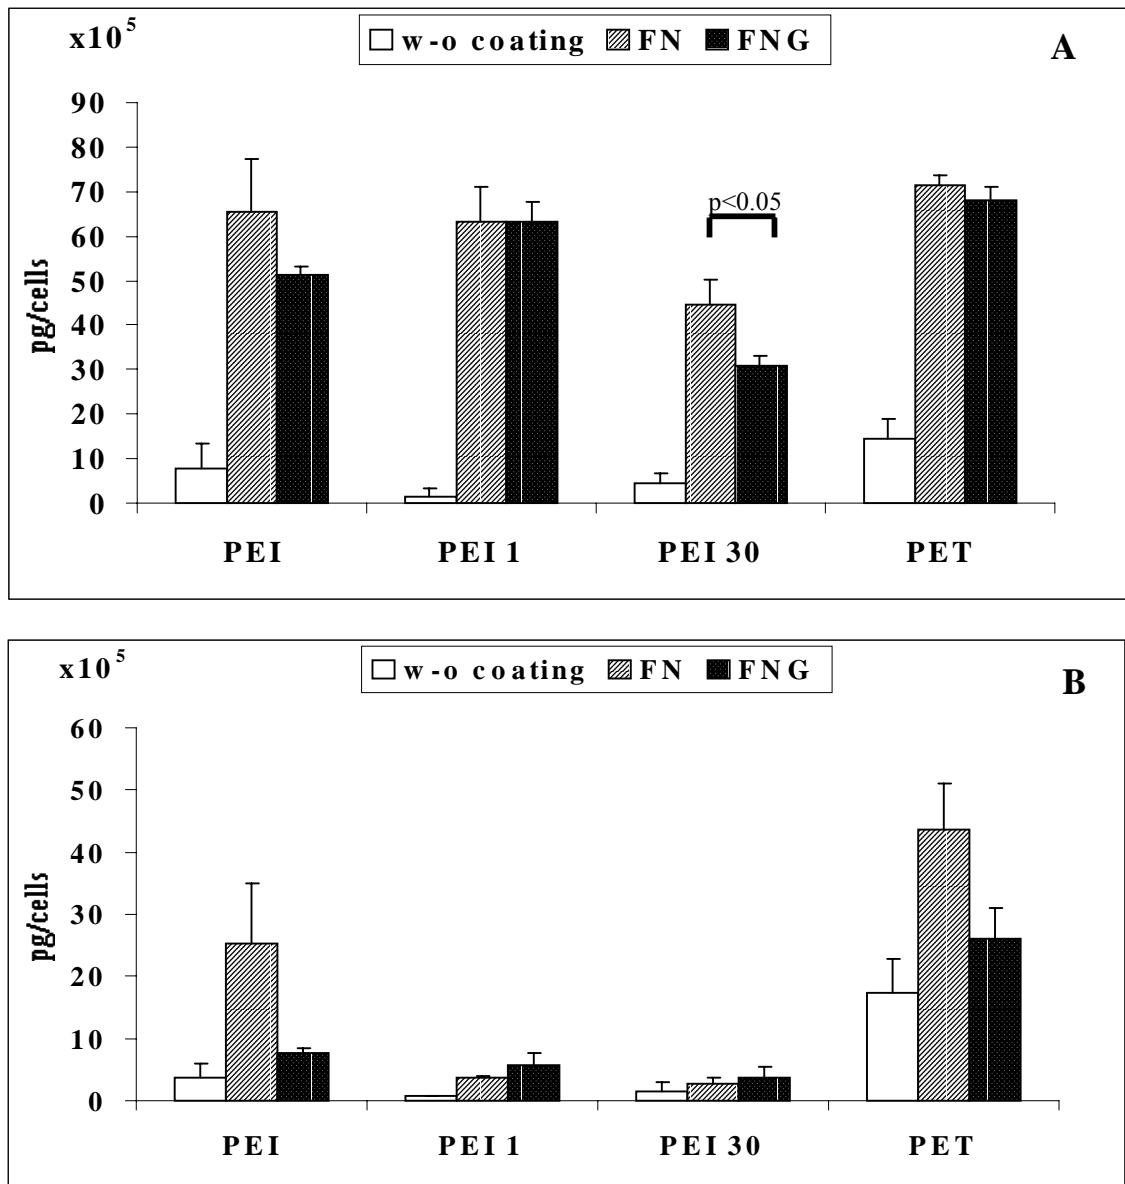 x10^5
w-o coating FN FNG
A
90
80
70
60
50
40
30
20
10
0
pg/cells
p<0.05
PEI PEI 1 PEI 30 PET
x10^5
w-o coating FN FNG
B
60
50
40
30
20
10
0
pg/cells
PEI PEI 1 PEI 30 PET